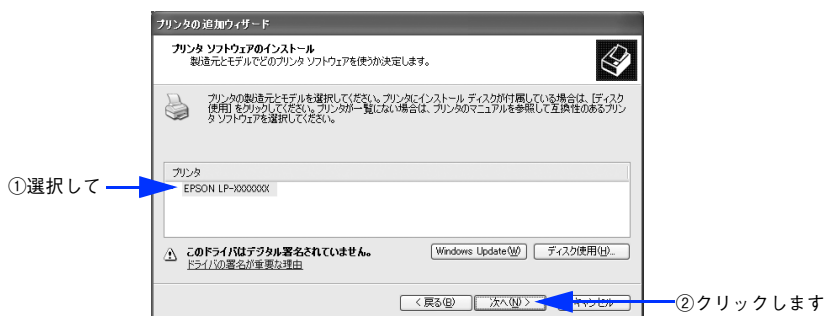 プリンタの追加ウィザード
プリンタ ソフトウェアのインストール
製造元とモデルでどのプリンタ ソフトウェアを使うか決定します。
プリンタの製造元とモデルを選択してください。プリンタにインストール ディスクが付属している場合は、[ディスク
使用] をクリックしてください。プリンタが一覧にない場合は、プリンタのマニュアルを参照して互換性のあるプリン
タ ソフトウェアを選択してください。
プリンタ
①選択して
EPSON LP-XXXXXXX
このドライバはデジタル署名されていません。
ドライバの署名が重要な理由
Windows Update(W)
ディスク使用(H)...
< 戻る(B)
次へ(N) >
キャンセル
②クリックします